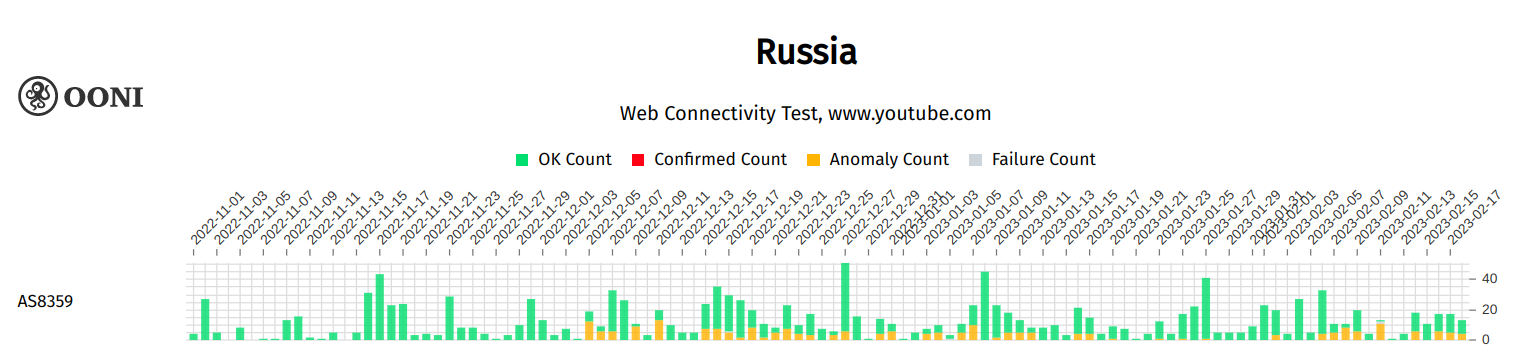 Russia
OONI
Web Connectivity Test, www.youtube.com
OK Count Confirmed Count Anomaly Count Failure Count
2022-11-01 2022-11-03 2022-11-05 2022-11-07 2022-11-09 2022-11-11 2022-11-13 2022-11-15 2022-11-17 2022-11-19 2022-11-21 2022-11-23 2022-11-25 2022-11-27 2022-11-29 2022-12-01 2022-12-03 2022-12-05 2022-12-07 2022-12-09 2022-12-11 2022-12-13 2022-12-15 2022-12-17 2022-12-19 2022-12-21 2022-12-23 2022-12-25 2022-12-27 2022-12-29 2022-12-31 2023-01-01 2023-01-03 2023-01-05 2023-01-07 2023-01-09 2023-01-11 2023-01-13 2023-01-15 2023-01-17 2023-01-19 2023-01-21 2023-01-23 2023-01-25 2023-01-27 2023-01-29 2023-01-31 2023-02-01 2023-02-03 2023-02-05 2023-02-07 2023-02-09 2023-02-11 2023-02-13 2023-02-15 2023-02-17
40
AS8359
20
0